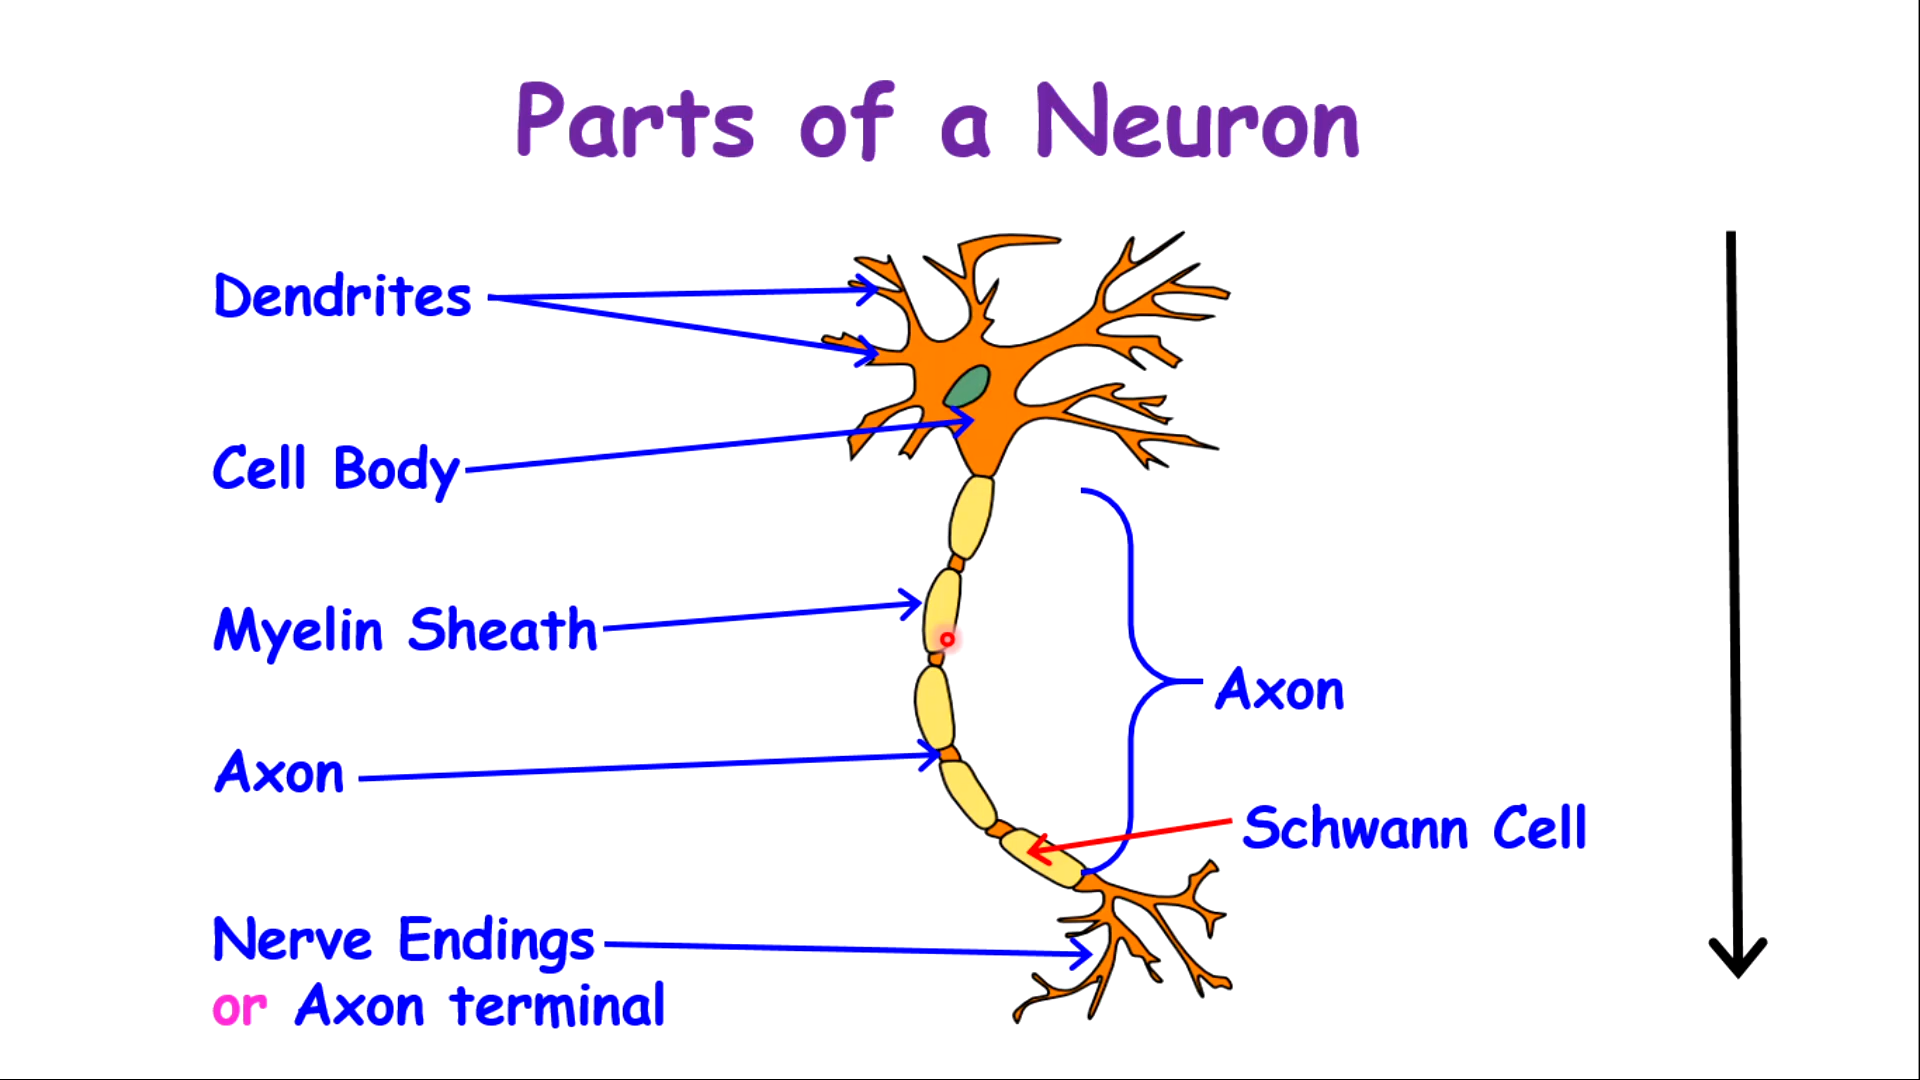 Parts of a Neuron
Dendrites
Cell Body
Myelin Sheath
Axon
Axon
Schwann Cell
Nerve Endings
or Axon terminal